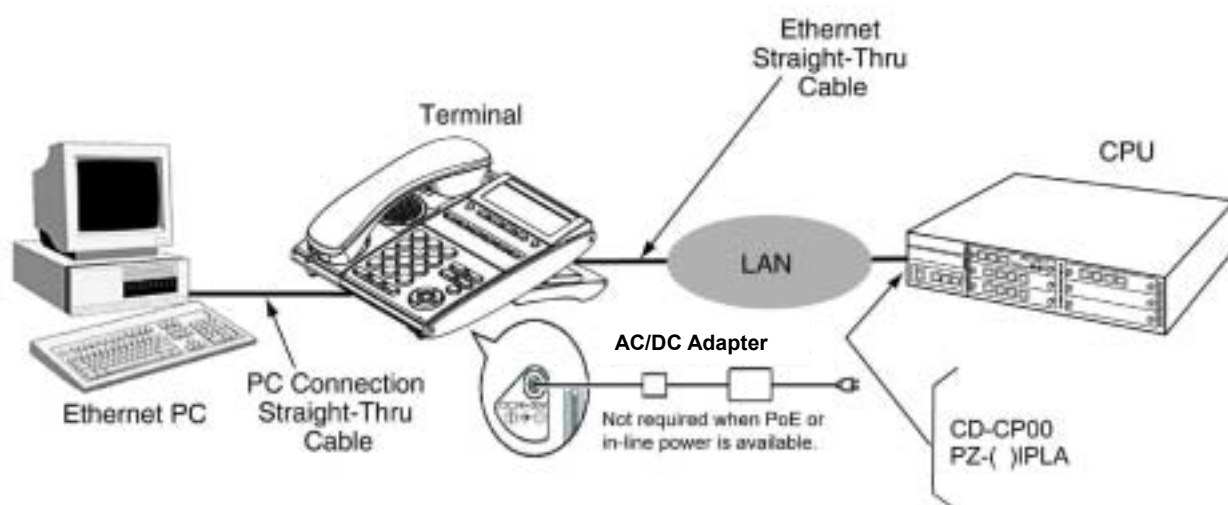 Ethernet
Straight-Thru
Cable
Terminal
CPU
LAN
AC/DC Adapter
PC Connection
Straight-Thru
Cable
Ethernet PC
Not required when PoE or
in-line power is available.
CD-CP00
PZ-( )IPLA